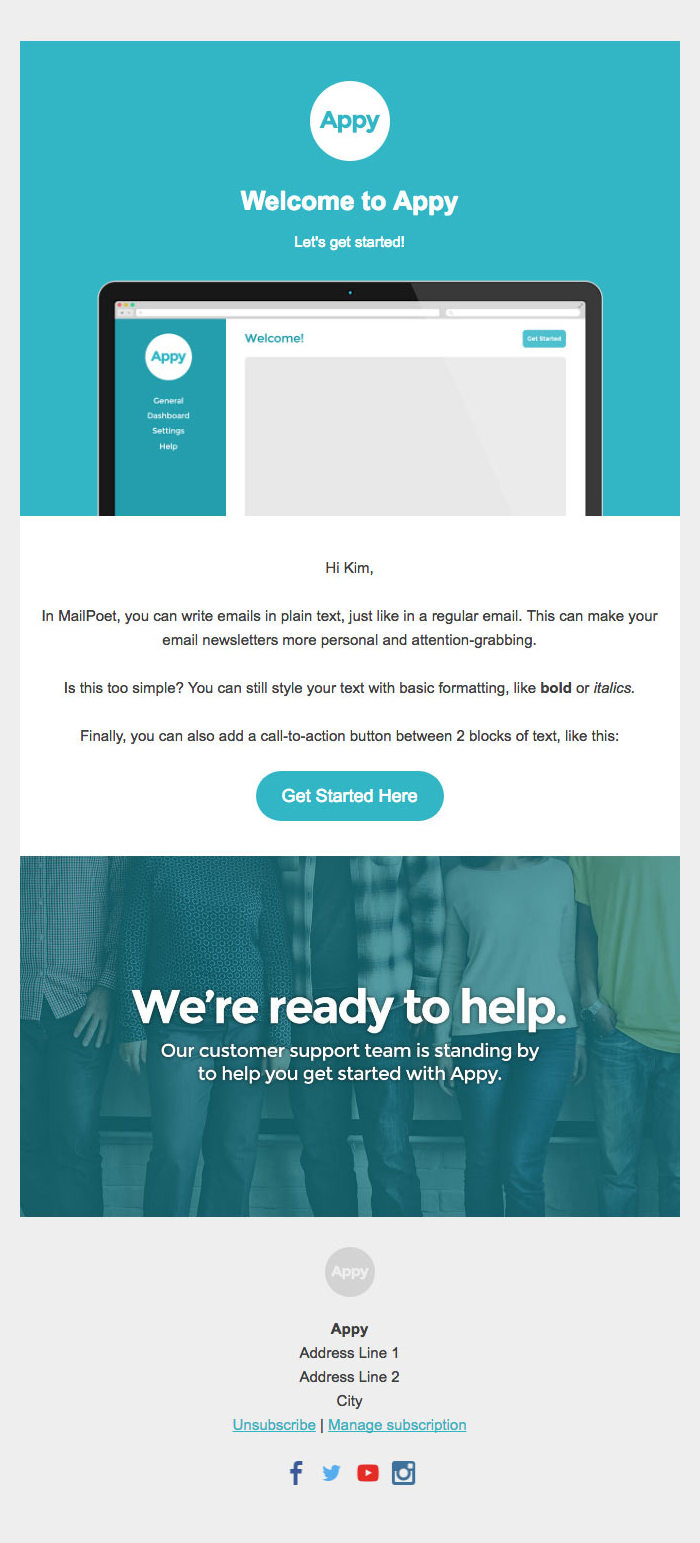 Appy
Welcome to Appy
Let's get started!
Welcome!
Get Started
Appy
General
Dashboard
Settings
Help
Hi Kim,
In MailPoet, you can write emails in plain text, just like in a regular email. This can make your
email newsletters more personal and attention-grabbing.
Is this too simple? You can still style your text with basic formatting, like bold or italics.
Finally, you can also add a call-to-action button between 2 blocks of text, like this:
Get Started Here
We're ready to help.
Our customer support team is standing by
to help you get started with Appy.
Appy
Appy
Address Line 1
Address Line 2
City
Unsubscribe | Manage subscription